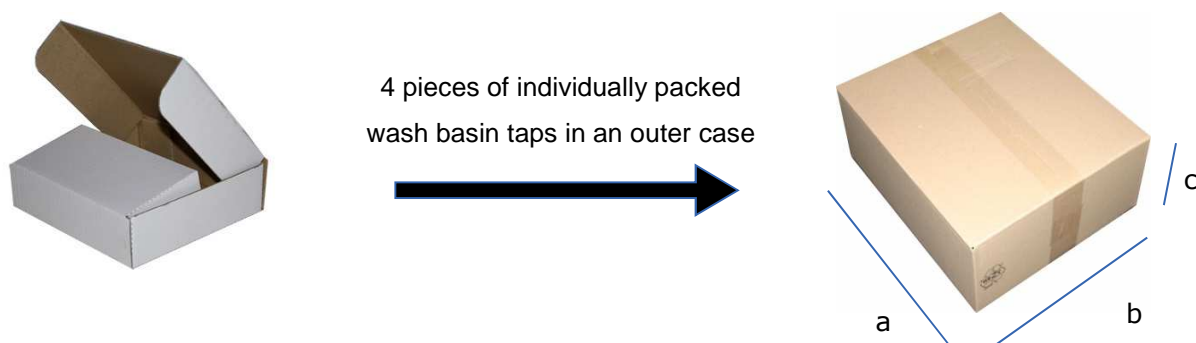 4 pieces of individually packed
wash basin taps in an outer case
c
a
b